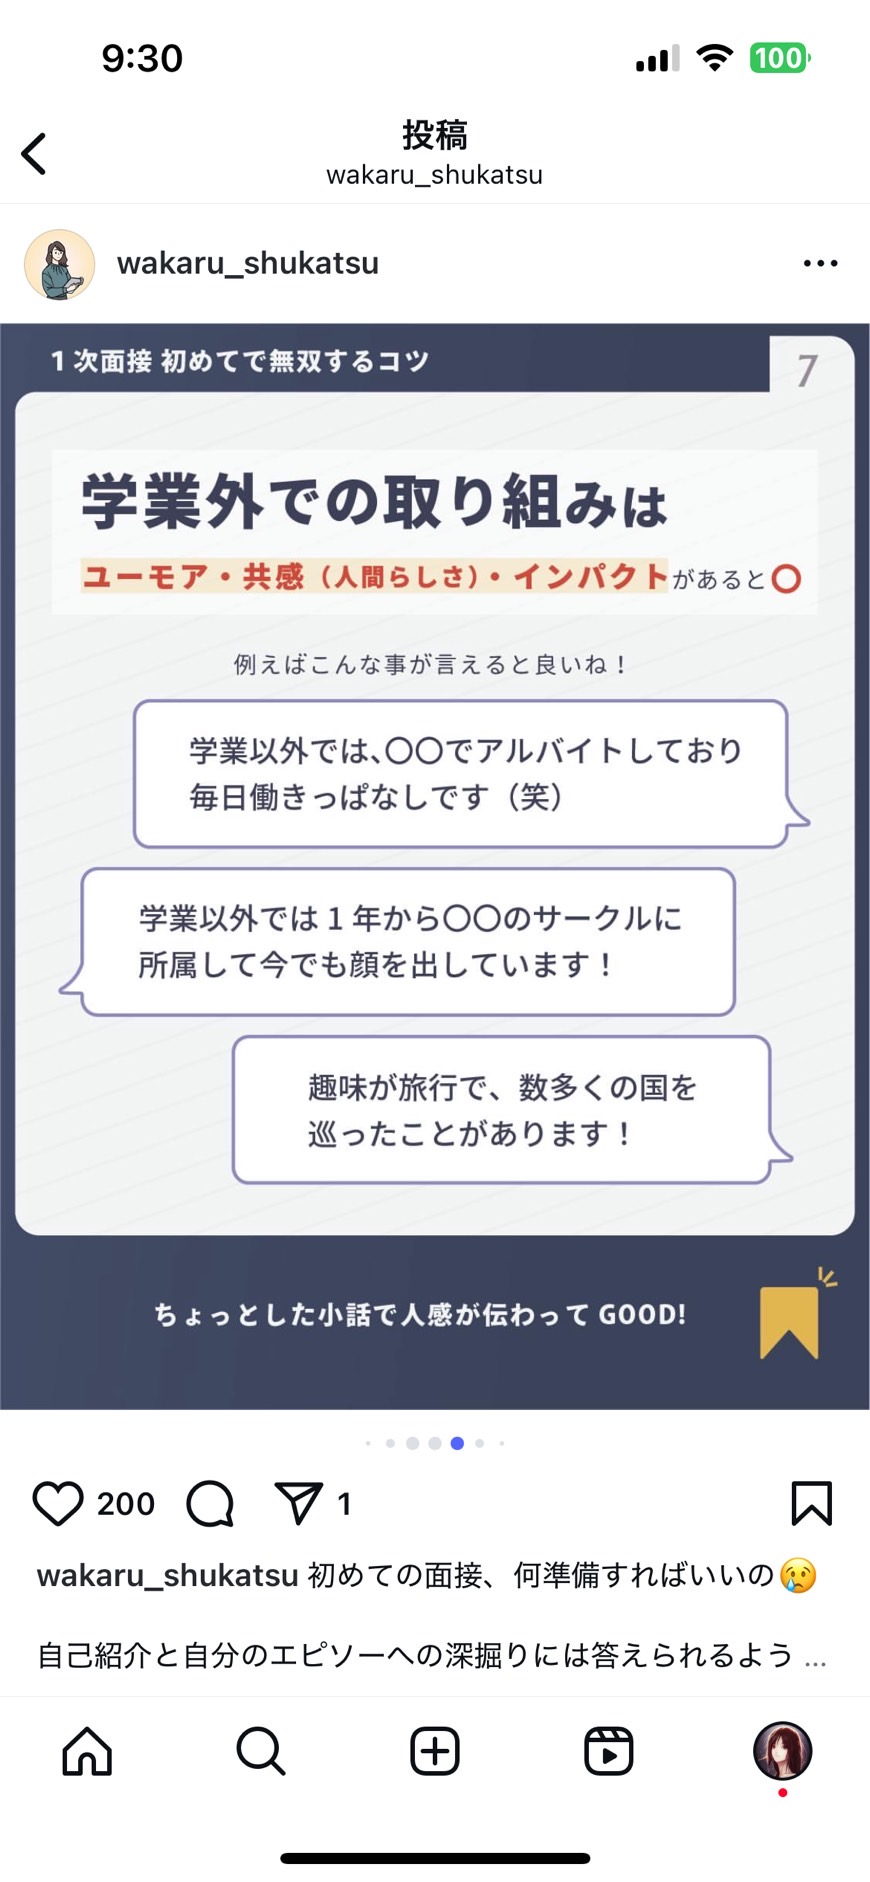 9:30
100
投稿
wakaru_shukatsu
wakaru_shukatsu
1次面接 初めてで無双するコツ
7
学業外での取り組みは
ユーモア・共感（人間らしさ）・インパクトがあると〇
例えばこんな事が言えると良いね！
学業以外では、〇〇でアルバイトしており
毎日働きっぱなしです（笑）
学業以外では1年から〇〇のサークルに
所属して今でも顔を出しています！
趣味が旅行で、数多くの国を
巡ったことがあります！
ちょっとした小話で人感が伝わって GOOD!
200
1
wakaru_shukatsu 初めての面接、何準備すればいいの😢
自己紹介と自分のエピソーへの深掘りには答えられるよう ...